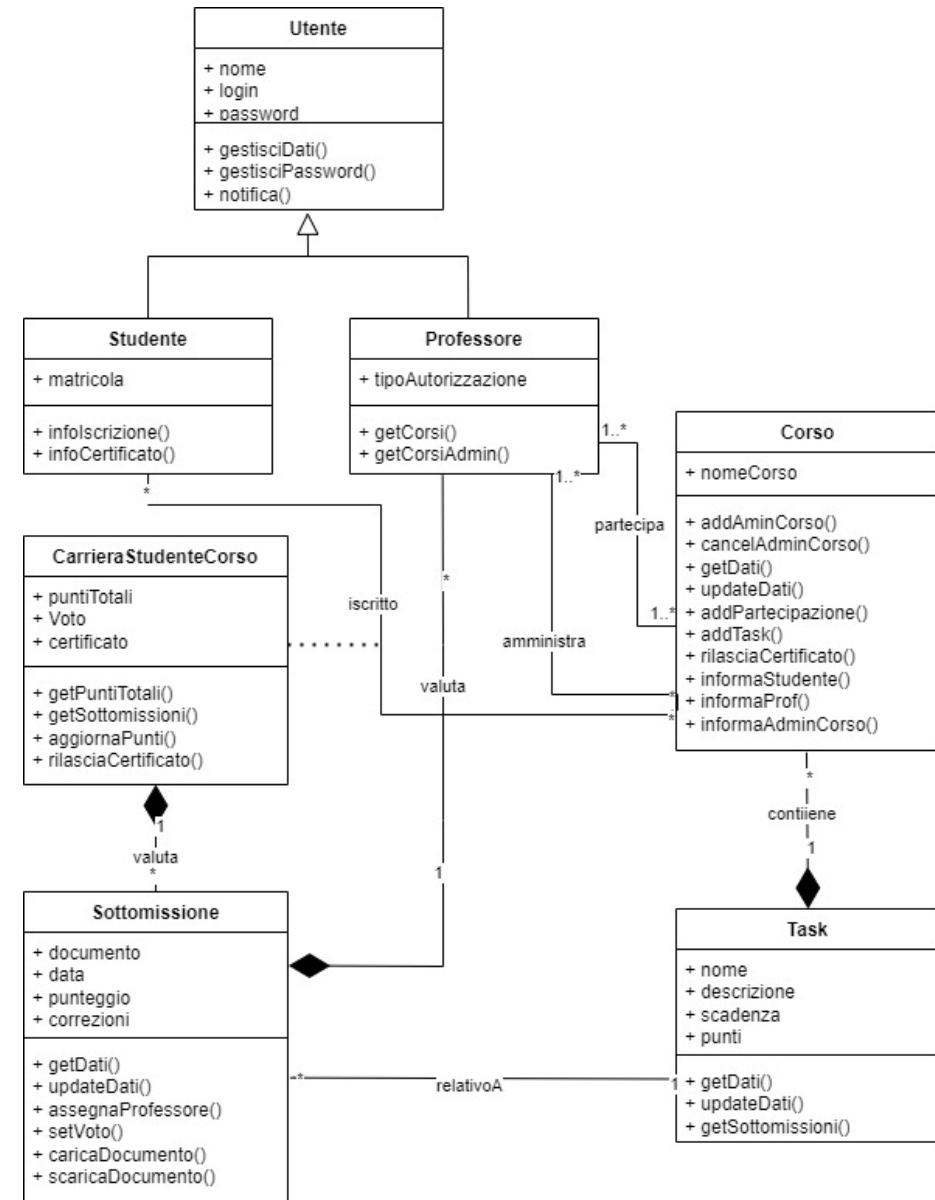 Utente
+ nome
+ login
+ password
+ gestisciDati()
+ gestisciPassword()
+ notifica()
Studente
+ matricola
+ infoIscrizione()
+ infoCertificato()
*
Professore
+ tipoAutorizzazione
+ getCorsi()
+ getCorsiAdmin()
1..*
1..*
partecipa
1..*
amministra
*
iscritto
*
*
valuta
1
Corso
+ nomeCorso
+ addAminCorso()
+ cancelAdminCorso()
+ getDati()
+ updateDati()
+ addPartecipazione()
+ addTask()
+ rilasciaCertificato()
+ informaStudente()
+ informaProf()
+ informaAdminCorso()
CarrieraStudenteCorso
+ puntiTotali
+ Voto
+ certificato
+ getPuntiTotali()
+ getSottomissioni()
+ aggiornaPunti()
+ rilasciaCertificato()
1
valuta
*
*
contiiene
1
Sottomissione
+ documento
+ data
+ punteggio
+ correzioni
+ getDati()
+ updateDati()
+ assegnaProfessore()
+ setVoto()
+ caricaDocumento()
+ scaricaDocumento()
*
relativoA
1
Task
+ nome
+ descrizione
+ scadenza
+ punti
+ getDati()
+ updateDati()
+ getSottomissioni()